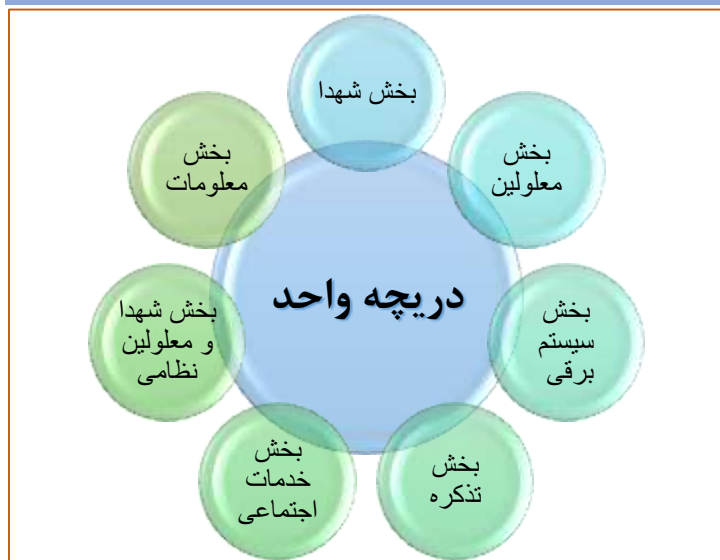 بخش شهدا
بخش
معلولین
بخش
سیستم
برقی
بخش
تذکره
بخش
خدمات
اجتماعی
بخش شهدا
و معلولین
نظامی
بخش
معلومات
دریچه واحد